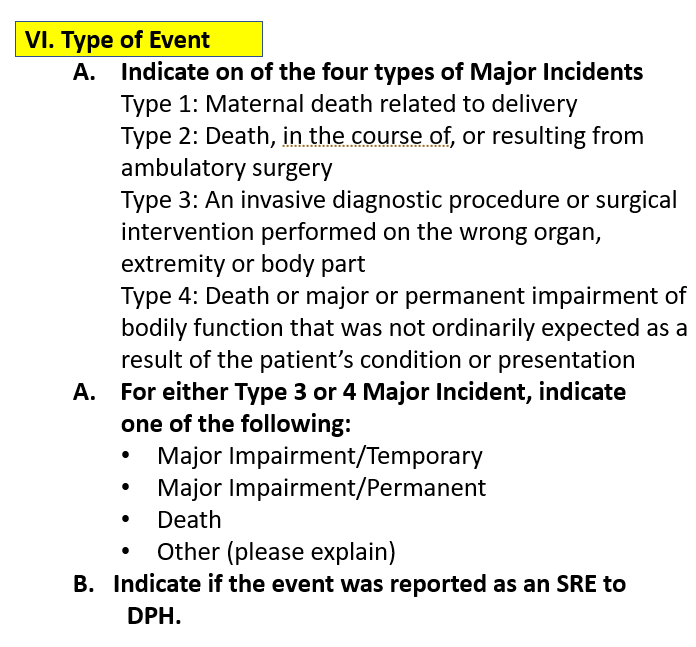 VI. Type of Event
A. Indicate on of the four types of Major Incidents
Type 1: Maternal death related to delivery
Type 2: Death, in the course of, or resulting from
ambulatory surgery
Type 3: An invasive diagnostic procedure or surgical
intervention performed on the wrong organ,
extremity or body part
Type 4: Death or major or permanent impairment of
bodily function that was not ordinarily expected as a
result of the patient’s condition or presentation
A. For either Type 3 or 4 Major Incident, indicate
one of the following:
• Major Impairment/Temporary
• Major Impairment/Permanent
• Death
• Other (please explain)
B. Indicate if the event was reported as an SRE to
DPH.